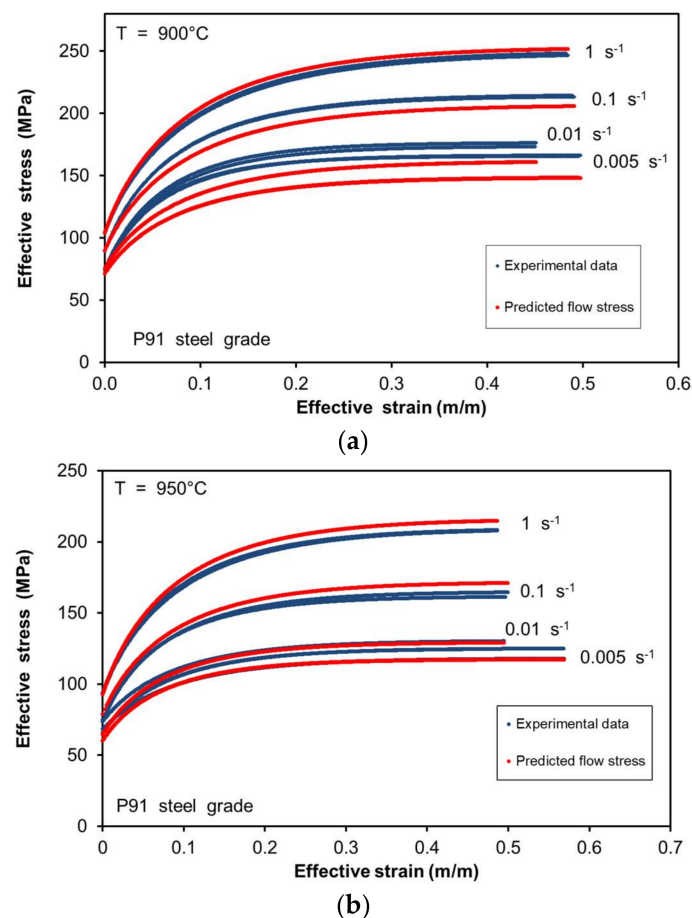 T = 900°C
250
200
150
100
50
0
Effective stress (MPa)
1 s-1
0.1 s-1
0.01 s-1
0.005 s-1
Experimental data
Predicted flow stress
P91 steel grade
0.0 0.1 0.2 0.3 0.4 0.5 0.6
Effective strain (m/m)
(a)
250
T = 950°C
200
150
100
50
0
Effective stress (MPa)
1 s-1
0.1 s-1
0.01 s-1
0.005 s-1
Experimental data
Predicted flow stress
P91 steel grade
0.0 0.1 0.2 0.3 0.4 0.5 0.6 0.7
Effective strain (m/m)
(b)